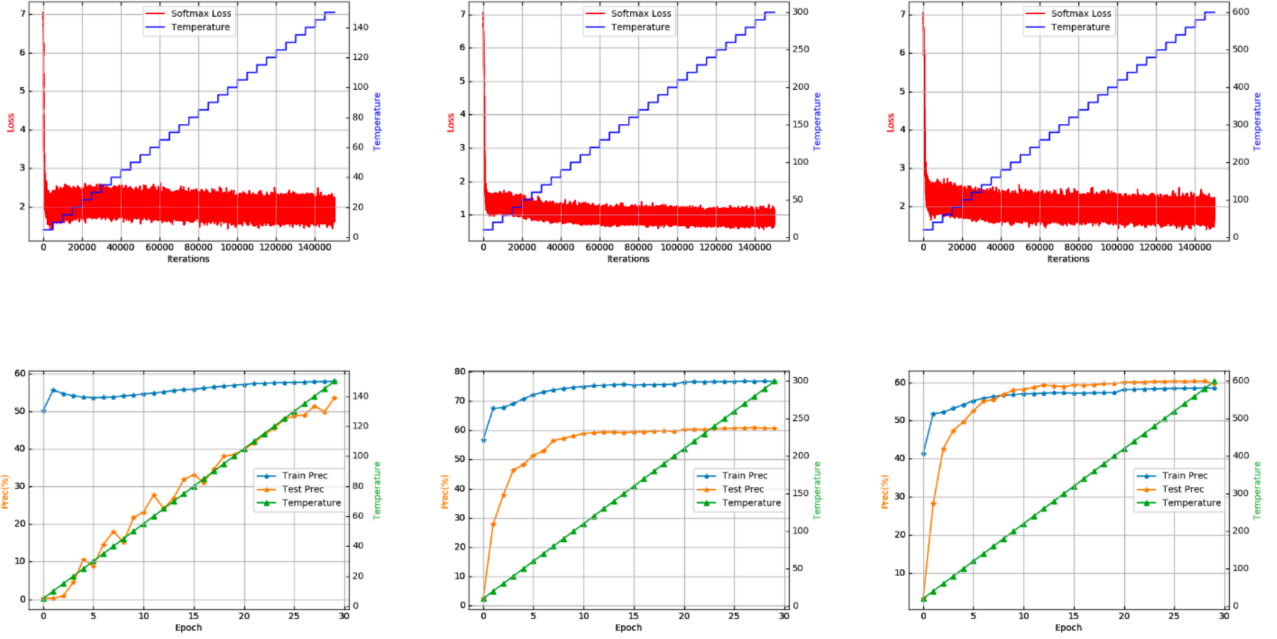 Softmax Loss
Temperature
7
6
5
4
3
2
Loss
140
120
100
80
60
40
20
0
Temperature
0 20000 40000 60000 80000 100000 120000 140000
Iterations
Softmax Loss
Temperature
7
6
5
4
3
2
1
Loss
300
250
200
150
100
50
0
Temperature
0 20000 40000 60000 80000 100000 120000 140000
Iterations
Softmax Loss
Temperature
7
6
5
4
3
2
Loss
600
500
400
300
200
100
0
Temperature
0 20000 40000 60000 80000 100000 120000 140000
Iterations
60
50
40
30
20
10
0
Prec(%)
Train Prec
Test Prec
Temperature
140
120
100
80
60
40
20
0
Temperature
0 5 10 15 20 25 30
Epoch
80
70
60
50
40
30
20
10
0
Prec(%)
Train Prec
Test Prec
Temperature
300
250
200
150
100
50
0
Temperature
0 5 10 15 20 25 30
Epoch
60
50
40
30
20
10
Prec(%)
Train Prec
Test Prec
Temperature
600
500
400
300
200
100
0
Temperature
0 5 10 15 20 25 30
Epoch